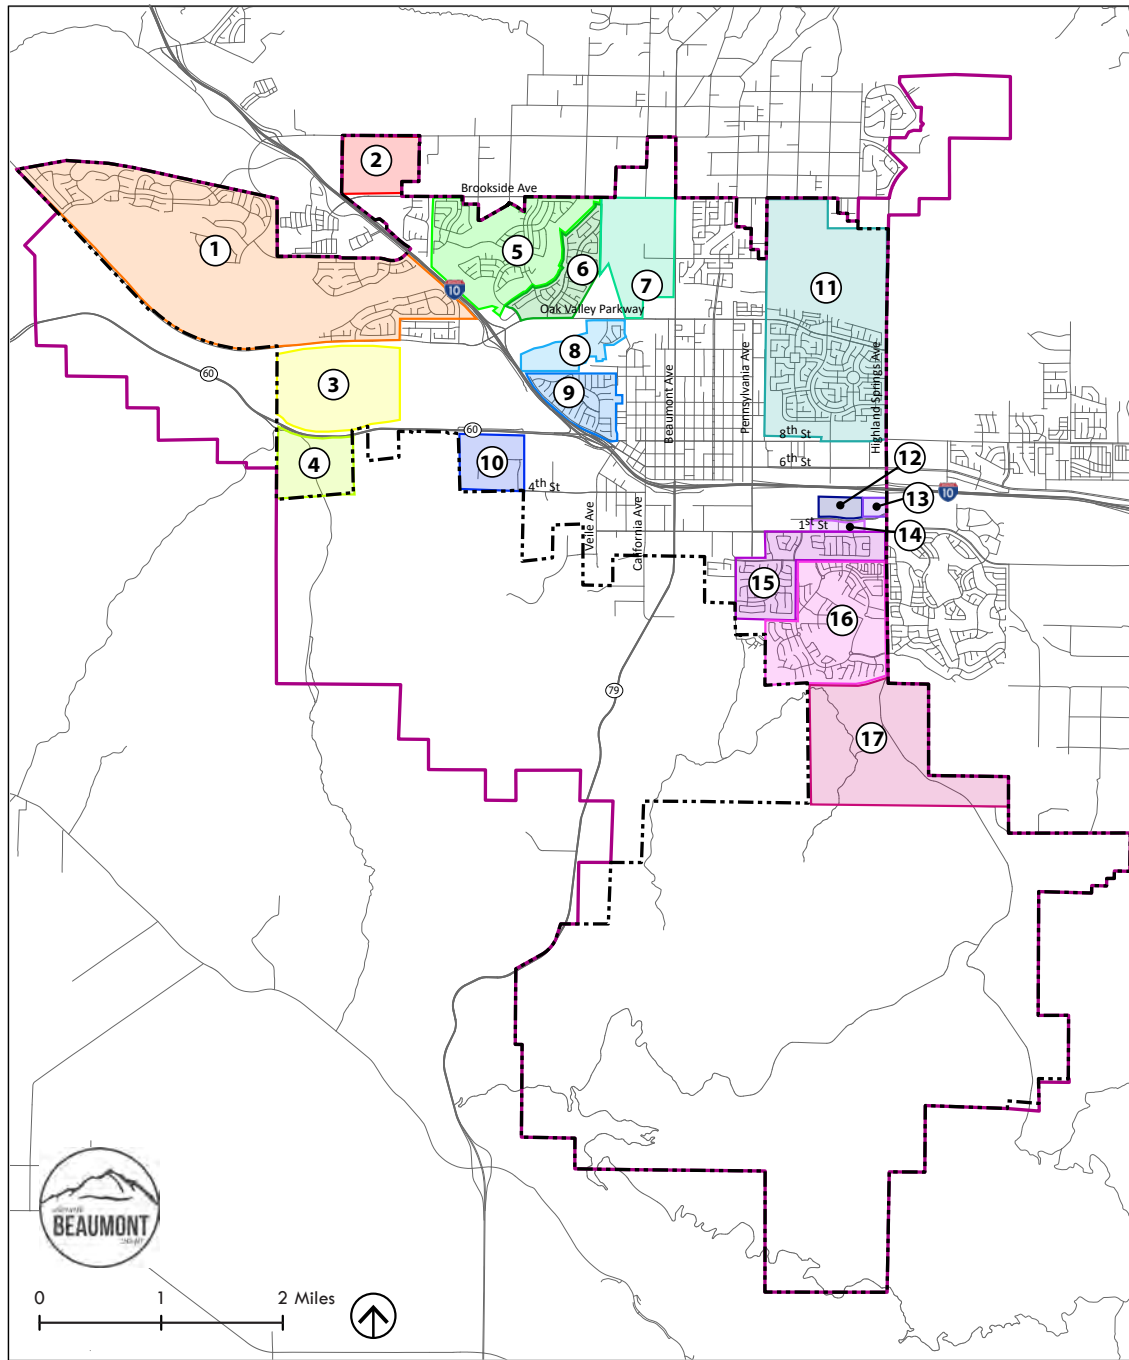 2
Brookside Ave
1
5
6
7
10
11
Oak Valley Parkway
8
3
60
9
Beaumont Ave
Pennsylvania Ave
Highland Springs Ave
60
8th St
4
10
6th St
12
4th St
10
13
Veile Ave
California Ave
1st St
14
15
16
79
17
BEAUMONT
0 1 2 Miles